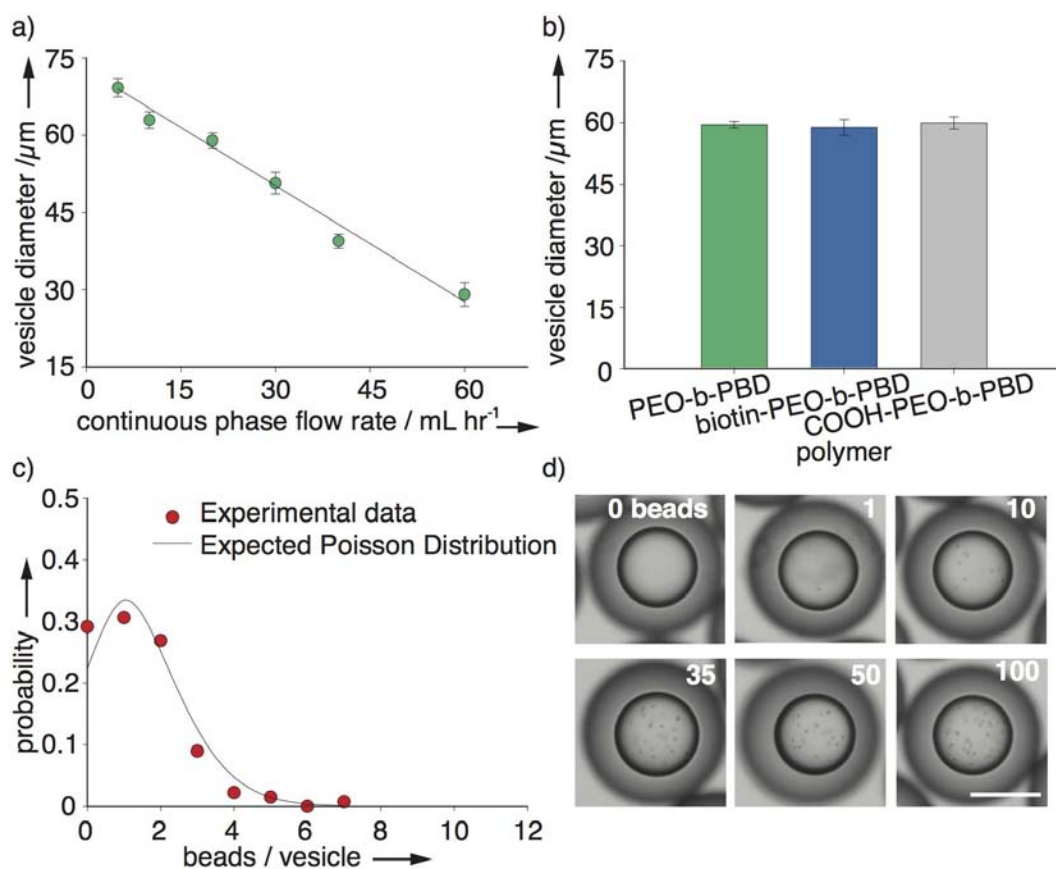 a)
vesicle diameter /µm
75
60
45
30
15
0
15
30
45
60
continuous phase flow rate / mL hr⁻¹
b)
vesicle diameter /µm
75
60
45
30
15
0
PEO-b-PBD
biotin-PEO-b-PBD
COOH-PEO-b-PBD
polymer
c)
probability
0.5
0.4
0.3
0.2
0.1
0
Experimental data
Expected Poisson Distribution
0
2
4
6
8
10
12
beads / vesicle
d)
0 beads
1
10
35
50
100